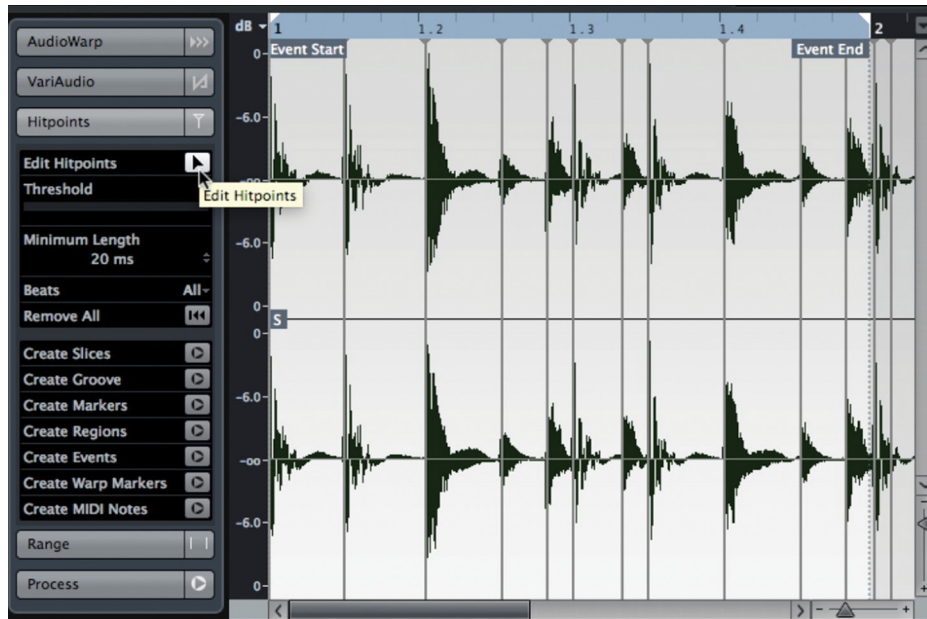 AudioWarp
VariAudio
Hitpoints
Edit Hitpoints
Threshold
Edit Hitpoints
Minimum Length
20 ms
Beats All
Remove All
Create Slices
Create Groove
Create Markers
Create Regions
Create Events
Create Warp Markers
Create MIDI Notes
Range
Process
dB 1 1.2 1.3 1.4 2
Event Start Event End
0
-6.0
-oo
-6.0
0
S
0
-6.0
-oo
-6.0
0